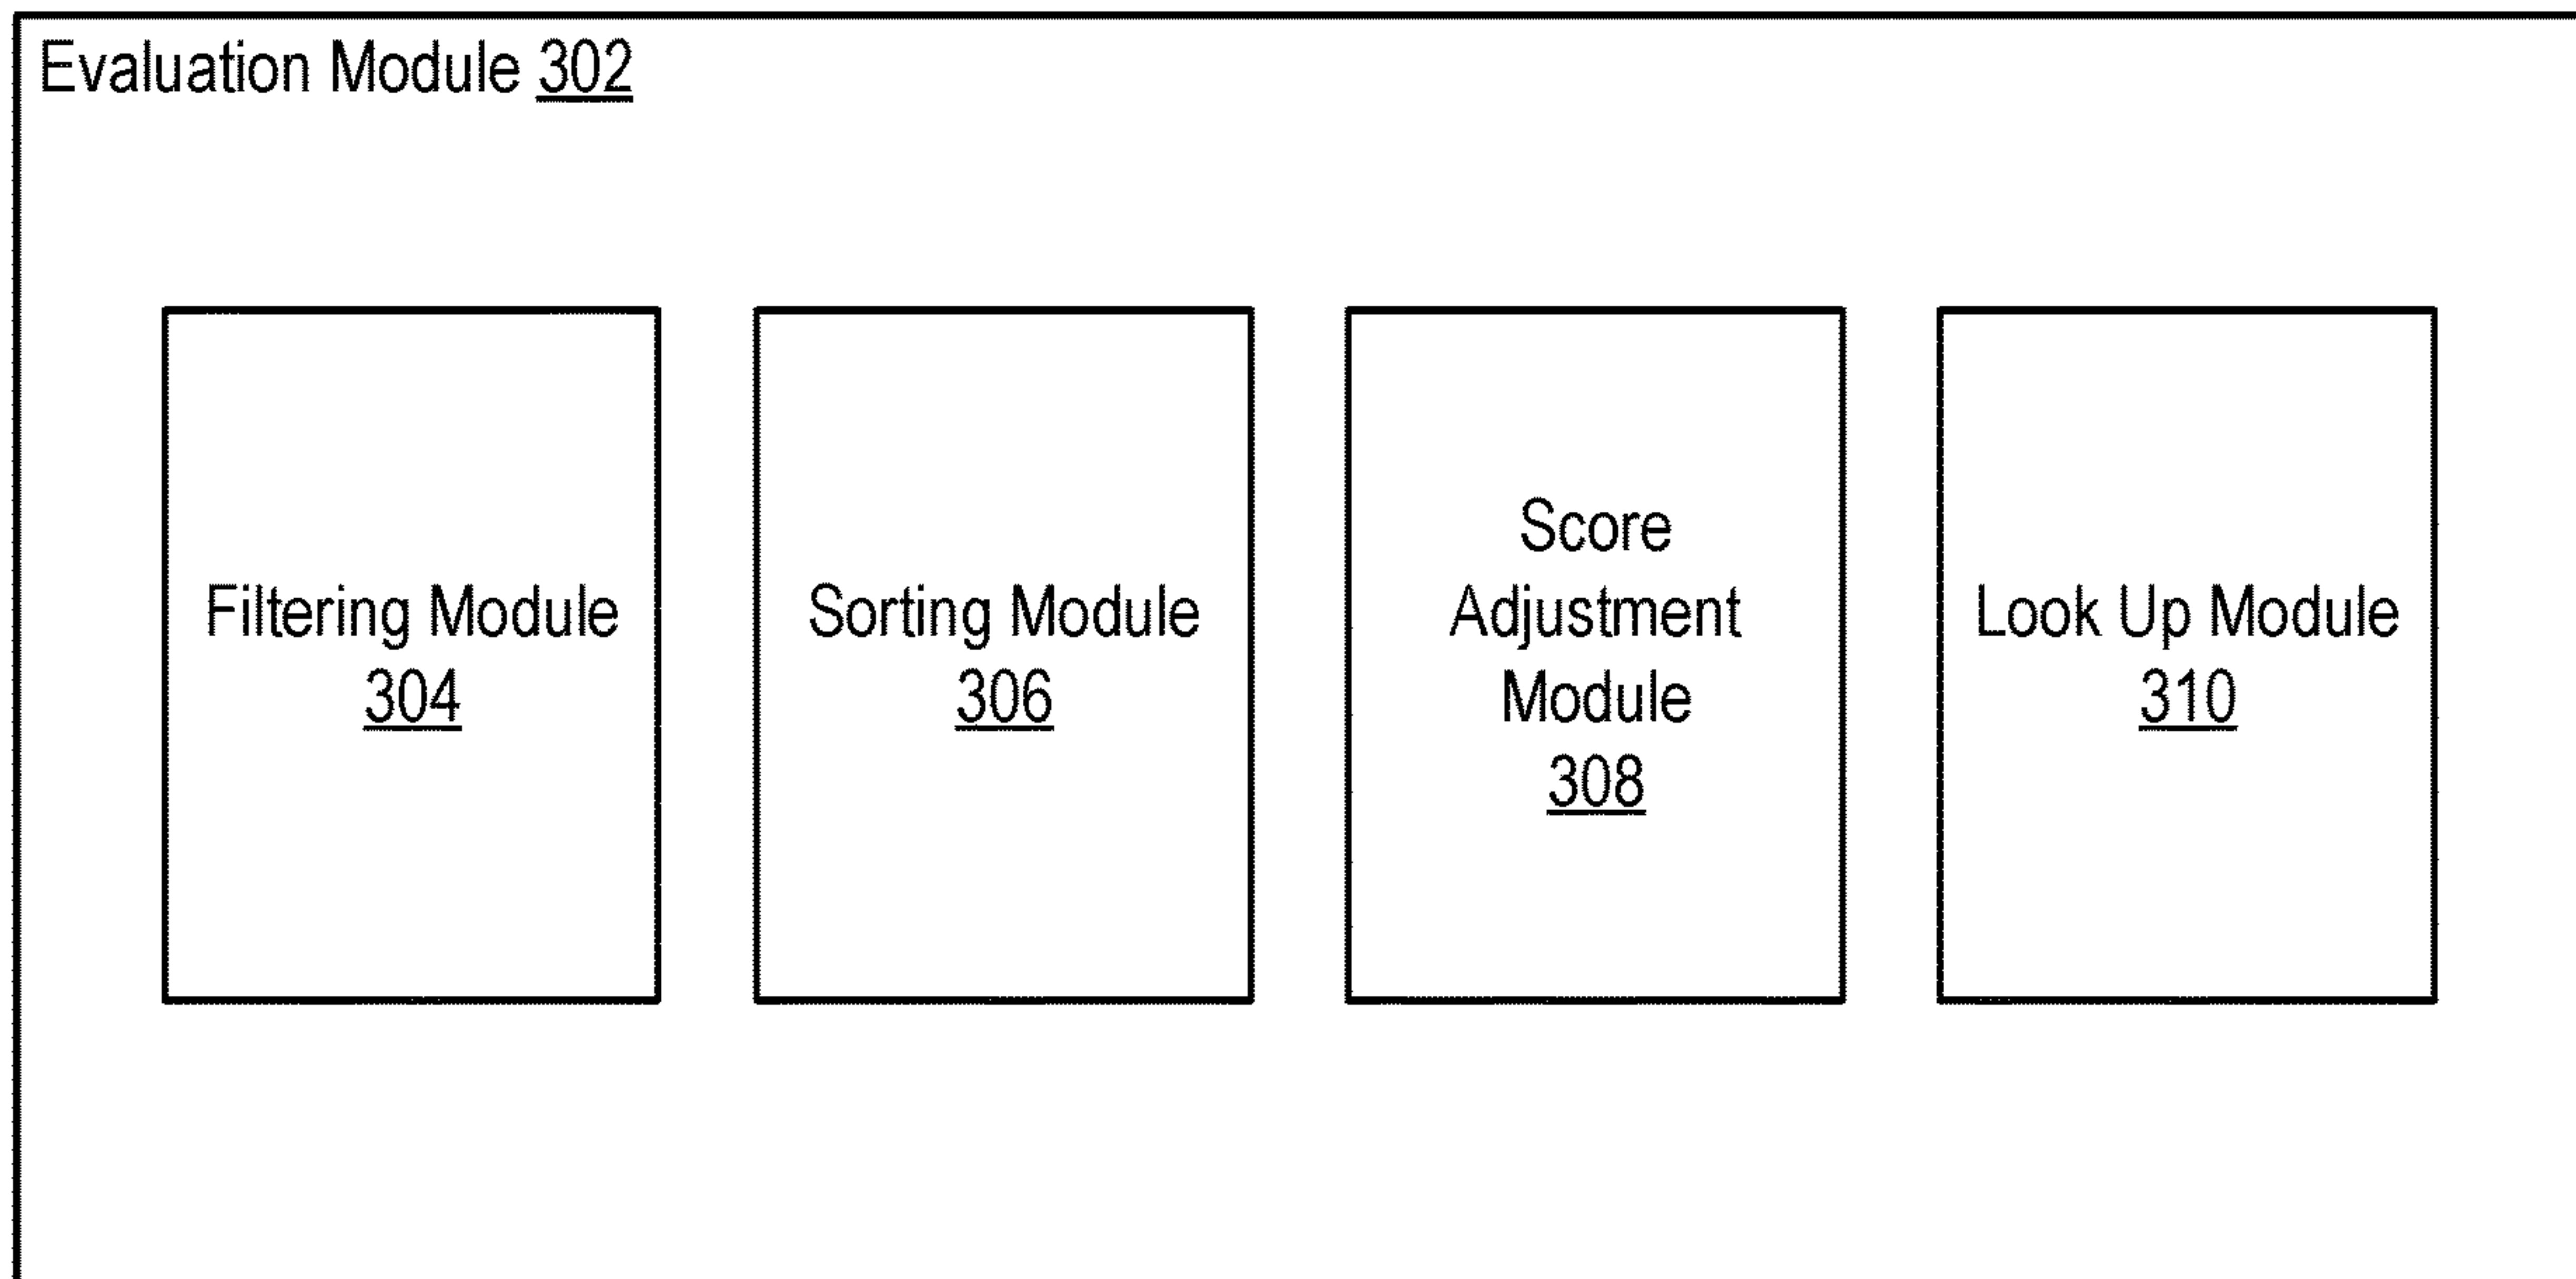 Evaluation Module 302
Filtering Module
304
Sorting Module
306
Score
Adjustment
Module
308
Look Up Module
310